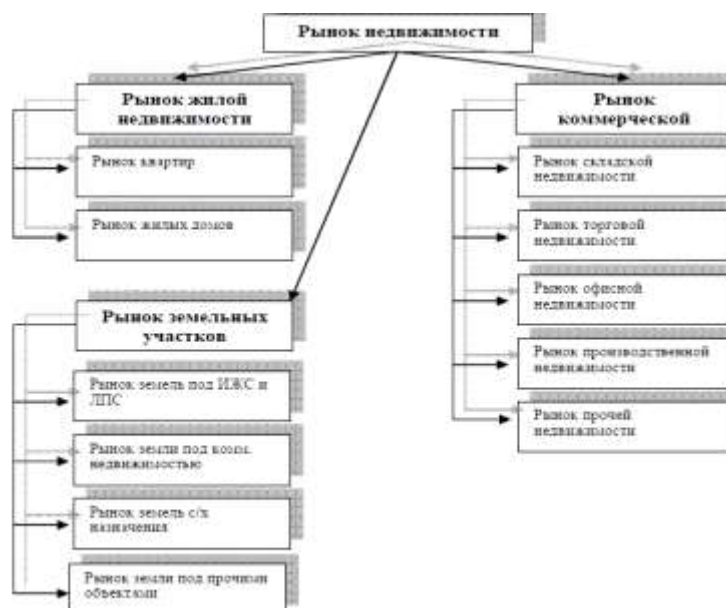 Рынок недвижимости
Рынок жилой
недвижимости
Рынок квартир
Рынок жилых домов
Рынок земельных
участков
Рынок земель под ИЖС и
ЛПС
Рынок земли под комм.
недвижимостью
Рынок земель с/х
назначения
Рынок земли под прочими
объектами
Рынок
коммерческой
Рынок складской
недвижимости
Рынок торговой
недвижимости
Рынок офисной
недвижимости
Рынок производственной
недвижимости
Рынок прочей
недвижимости